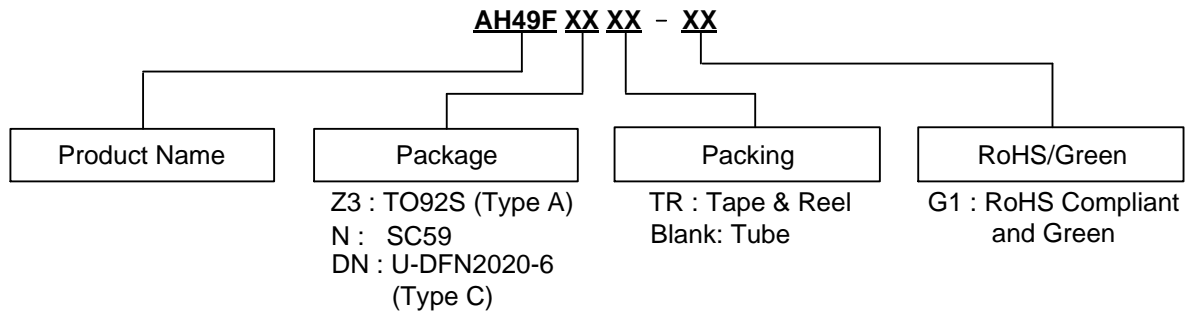 AH49F XX XX - XX
Product Name
Package
Packing
RoHS/Green
Z3 : TO92S (Type A)
N : SC59
DN : U-DFN2020-6
(Type C)
TR : Tape & Reel
Blank: Tube
G1 : RoHS Compliant
and Green